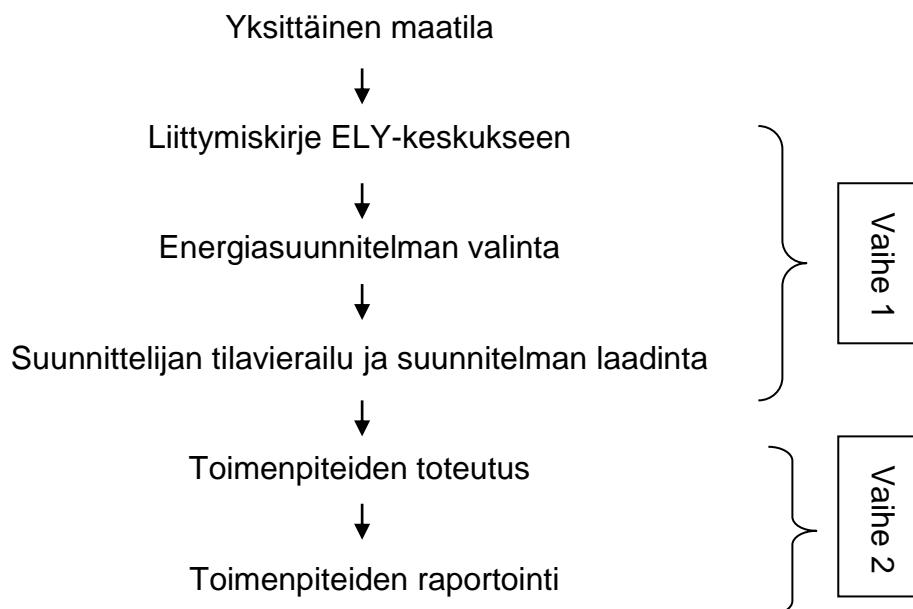 Yksittäinen maatila
Liittymiskirje ELY-keskukseen
Energiasuunnitelman valinta
Suunnittelijan tilavierailu ja suunnitelman laadinta
Vaihe 1
Toimenpiteiden toteutus
Toimenpiteiden raportointi
Vaihe 2